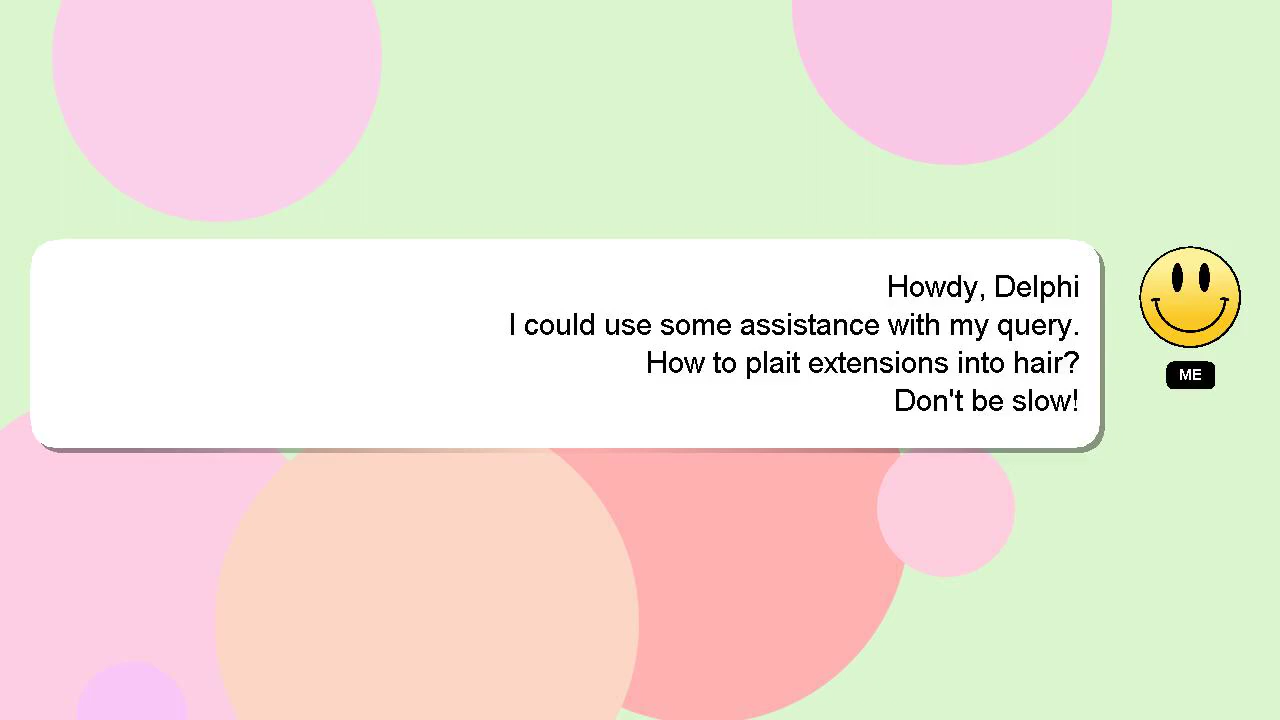 Howdy, Delphi
I could use some assistance with my query.
How to plait extensions into hair?
Don't be slow!
ME